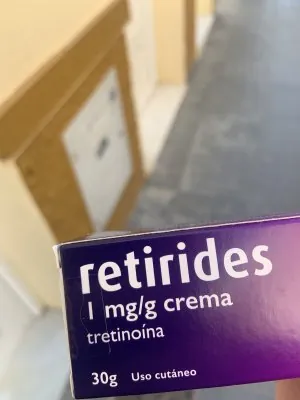 retirides
1 mg/g crema
tretinoína
30g Uso cutáneo